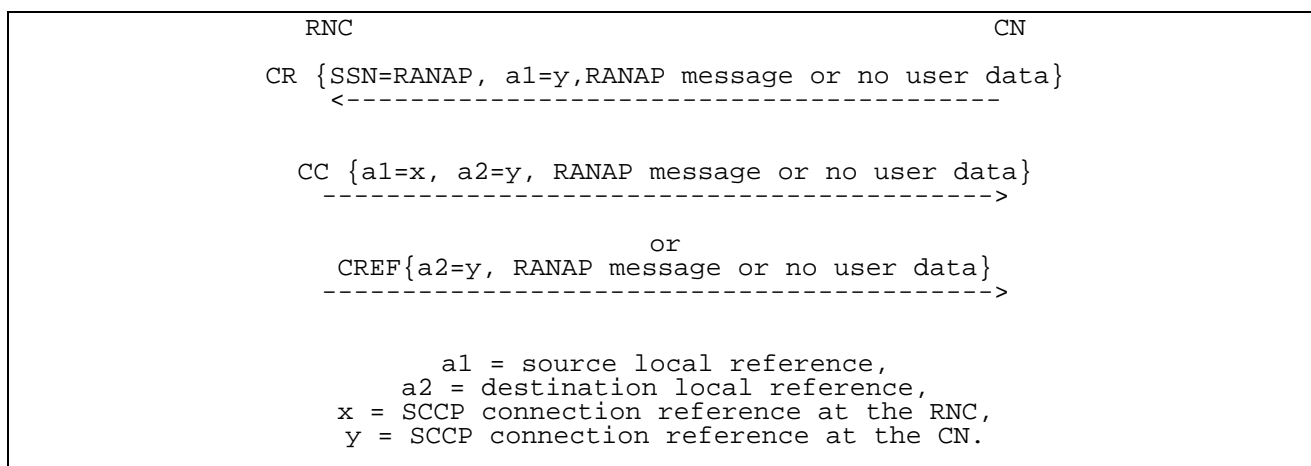 RNC CN
CR {SSN=RANAP, a1=y,RANAP message or no user data}
<-----------------------------------------
CC {a1=x, a2=y, RANAP message or no user data}
------------------------------------------>
or
CREF{a2=y, RANAP message or no user data}
------------------------------------------>
a1 = source local reference,
a2 = destination local reference,
x = SCCP connection reference at the RNC,
y = SCCP connection reference at the CN.